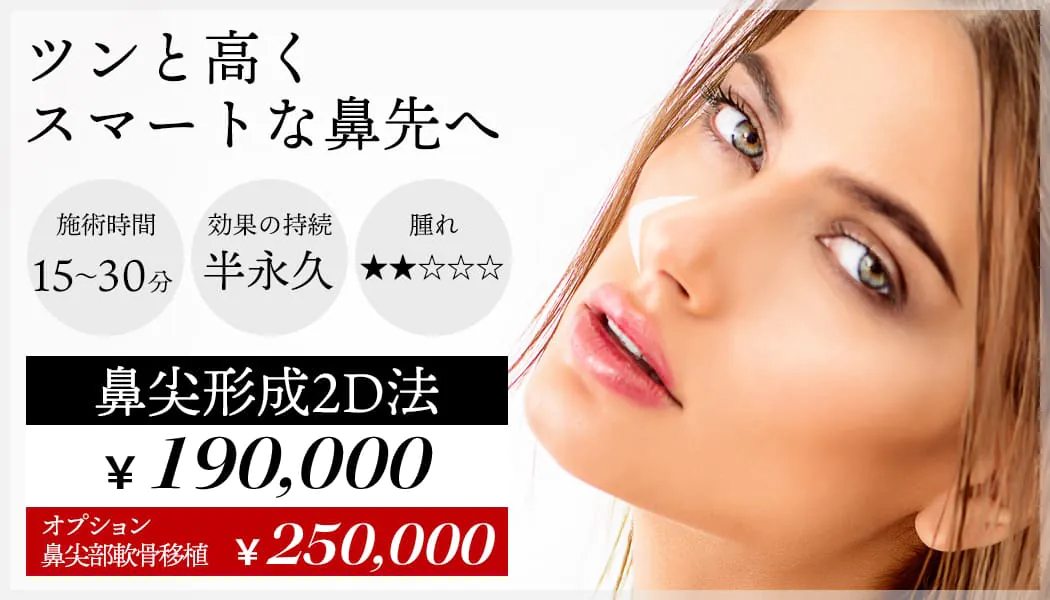 ツンと高く
スマートな鼻先へ
施術時間
15~30分
効果の持続
半永久
腫れ
★★☆☆☆
鼻尖形成2D法
¥190,000
オプション
鼻尖部軟骨移植
¥250,000